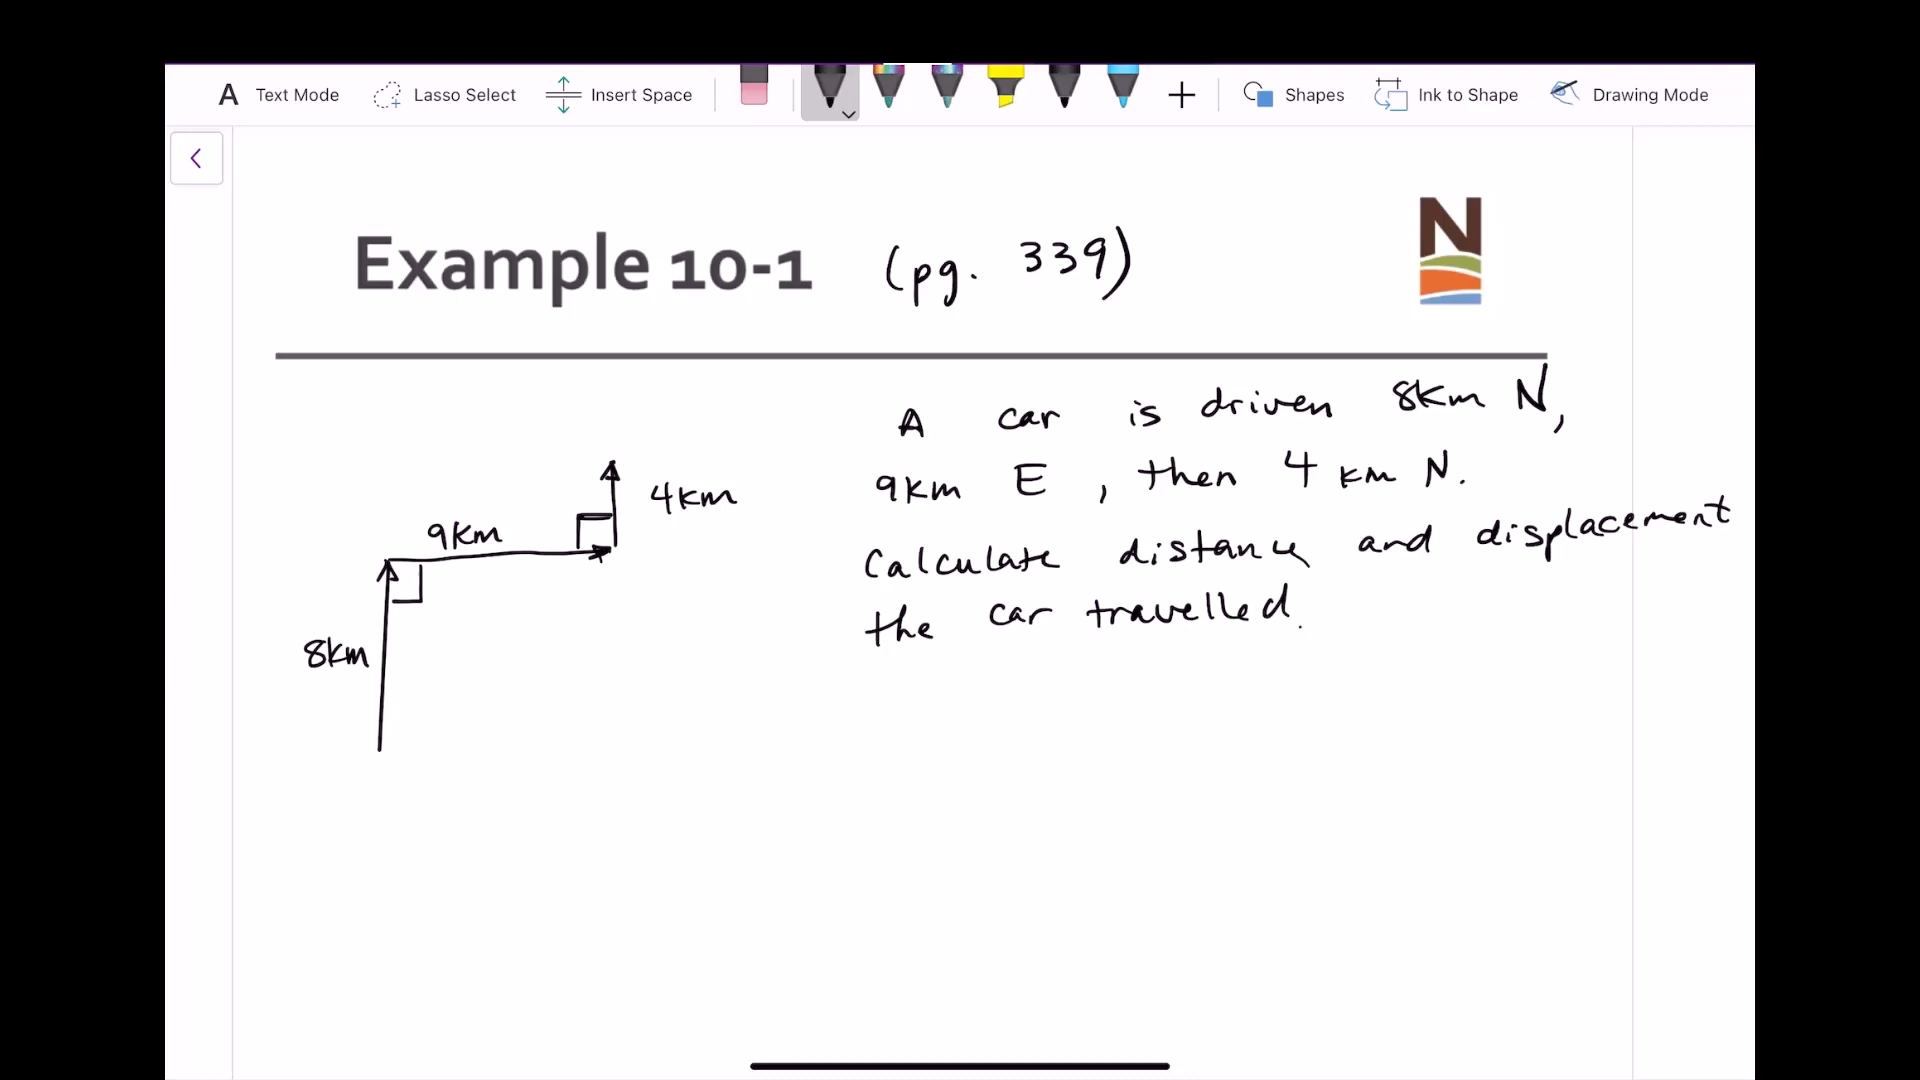 A Text Mode Lasso Select Insert Space Shapes Ink to Shape Drawing Mode
Example 10-1 (pg. 339)
N
A car is driven 8km N,
9km E, then 4 km N.
Calculate distance and displacement
the car travelled.
4km
9km
8km